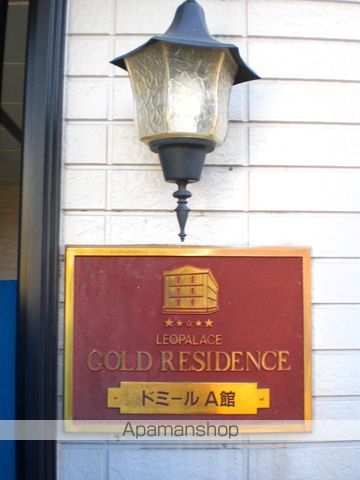 LEOPALACE
GOLD RESIDENCE
ドミール A館
Apamanshop